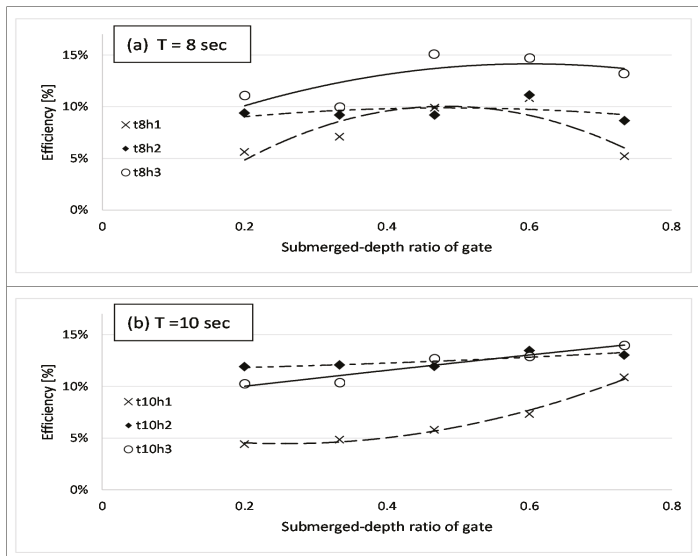 (a) T = 8 sec
15%
10%
5%
0%
Efficiency [%]
t8h1
t8h2
t8h3
0
0.2
0.4
0.6
0.8
Submerged-depth ratio of gate
(b) T =10 sec
15%
10%
5%
0%
Efficiency [%]
t10h1
t10h2
t10h3
0
0.2
0.4
0.6
0.8
Submerged-depth ratio of gate